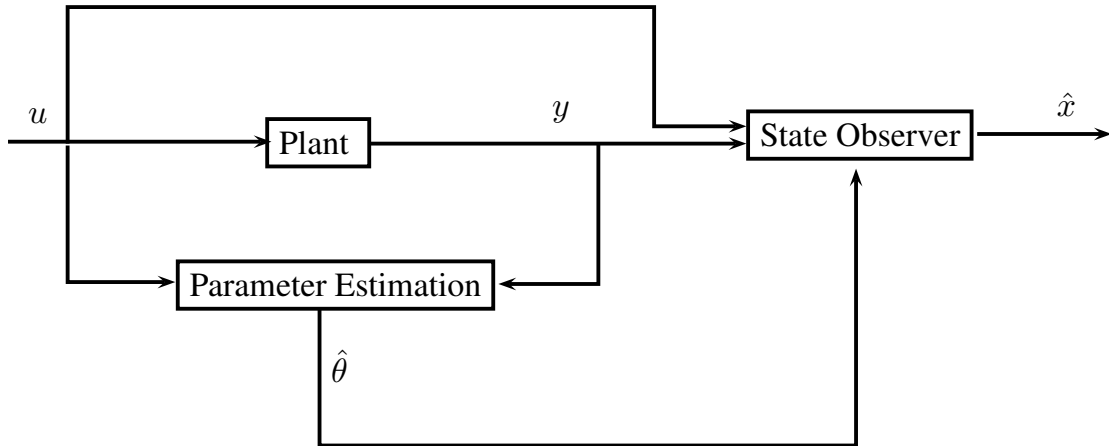 u
Plant
y
State Observer
x̂
Parameter Estimation
θ̂